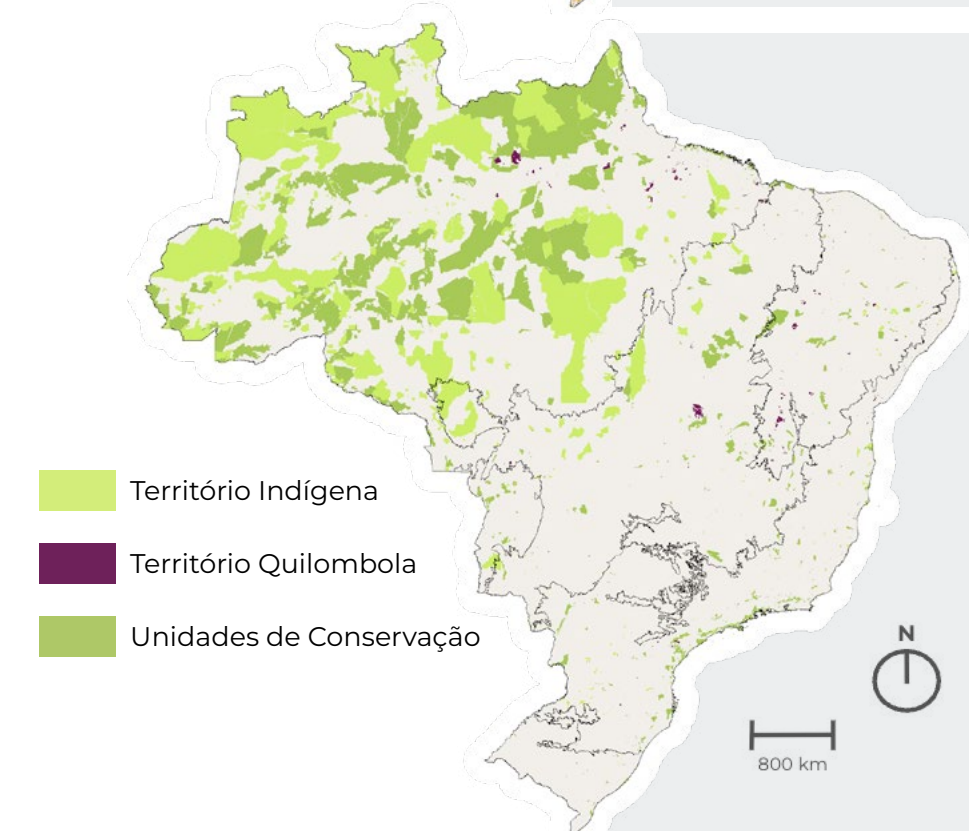 Território Indígena
Território Quilombola
Unidades de Conservação
N
800 km